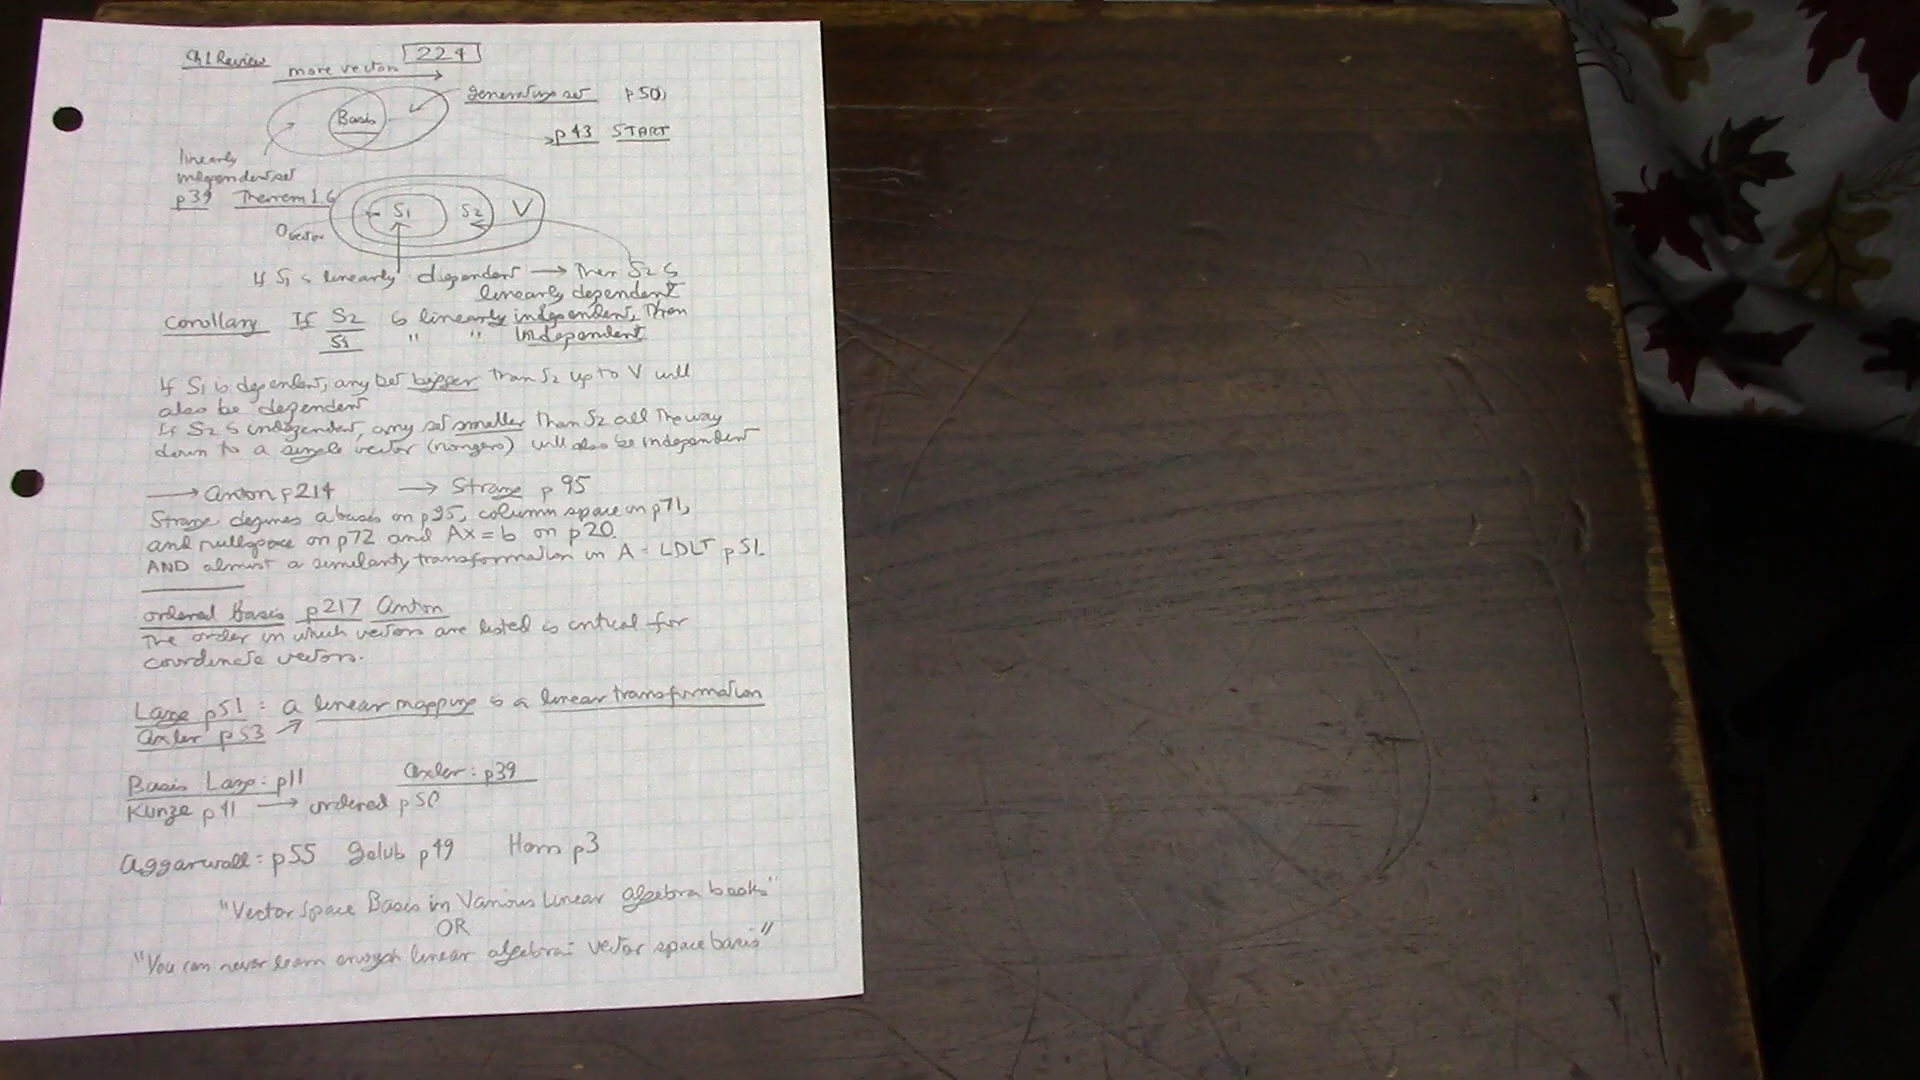 Ch1 Review 224
more vectors
generating set p50,
Basis
p43 START
linearly
independent set
p39 Theorem 1.6
S1 S2 V
0 vector
If S1 is linearly dependent → Then S2 is
linearly dependent
Corollary If S2 is linearly independent, Then
S1 " " independent
If S1 is dependent, any set bigger than S2 up to V will
also be dependent
If S2 is independent, any set smaller than S2 all the way
down to a single vector (nonzero) will also be independent
→ Anton p214 → Strang p95
Strang defines a basis on p95, column space on p71,
and nullspace on p72 and Ax=b on p20.
AND almost a similarity transformation in A = LDLT p51.
ordered Basis p217 Anton
The order in which vectors are listed is critical for
coordinate vectors.
Lang p51: a linear mapping is a linear transformation
Axler p53
Basis Lang: p11 Axler: p39
Kunze p41 → ordered p50
Aggarwall: p55 Golub p49 Horn p3
"Vector Space Basis in Various Linear algebra books"
OR
"You can never learn enough linear algebra: vector space basis"